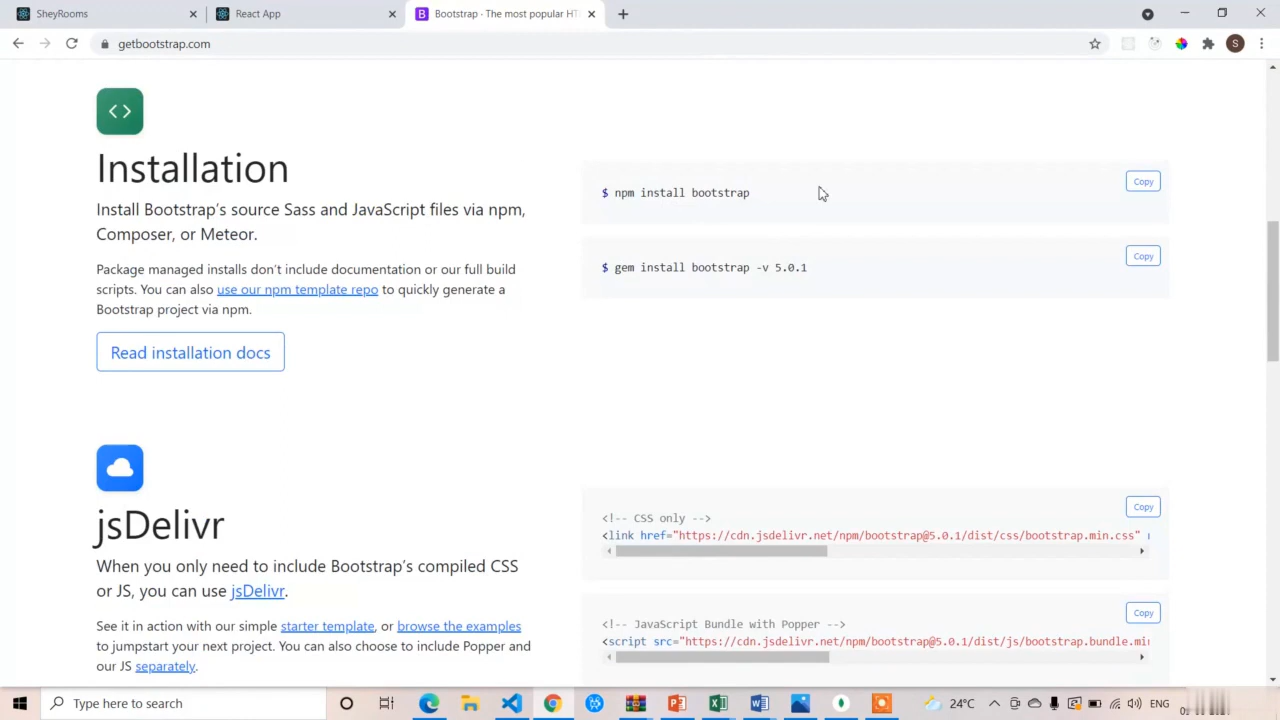 SheyRooms
React App
Bootstrap - The most popular HT
getbootstrap.com
S
Installation
Install Bootstrap's source Sass and JavaScript files via npm,
Composer, or Meteor.
Package managed installs don't include documentation or our full build
scripts. You can also use our npm template repo to quickly generate a
Bootstrap project via npm.
Read installation docs
$ npm install bootstrap
Copy
$ gem install bootstrap -v 5.0.1
Copy
jsDelivr
When you only need to include Bootstrap's compiled CSS
or JS, you can use jsDelivr.
See it in action with our simple starter template, or browse the examples
to jumpstart your next project. You can also choose to include Popper and
our JS separately.
<!-- CSS only -->
<link href="https://cdn.jsdelivr.net/npm/bootstrap@5.0.1/dist/css/bootstrap.min.css"
Copy
<!-- JavaScript Bundle with Popper -->
<script src="https://cdn.jsdelivr.net/npm/bootstrap@5.0.1/dist/js/bootstrap.bundle.mi
Copy
Type here to search
24°C
ENG